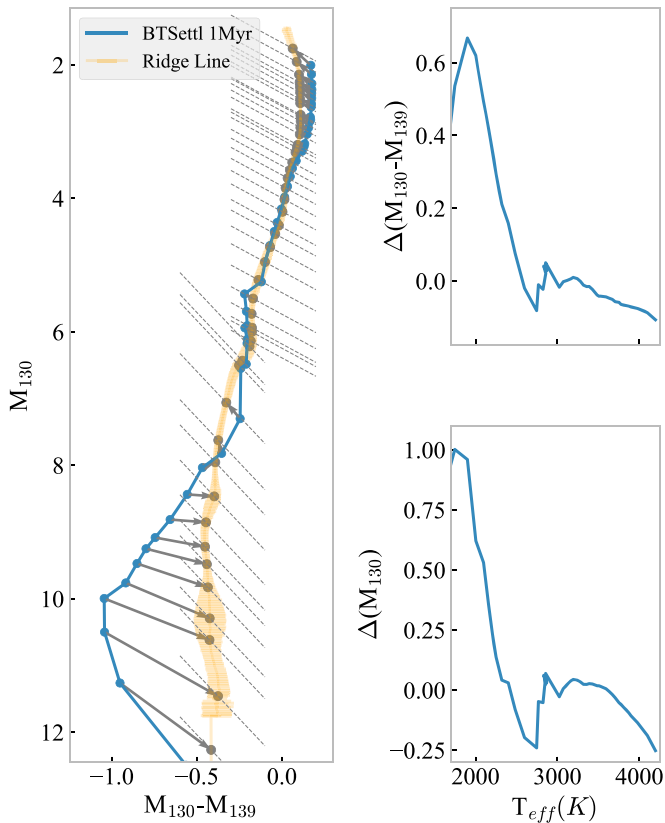 BTSettl 1Myr
Ridge Line
2
4
6
8
10
12
M₁₃₀
−1.0 −0.5 0.0
M₁₃₀-M₁₃₉
0.6
0.4
0.2
0.0
Δ(M₁₃₀-M₁₃₉)
1.00
0.75
0.50
0.25
0.00
−0.25
Δ(M₁₃₀)
2000 3000 4000
T_eff(K)